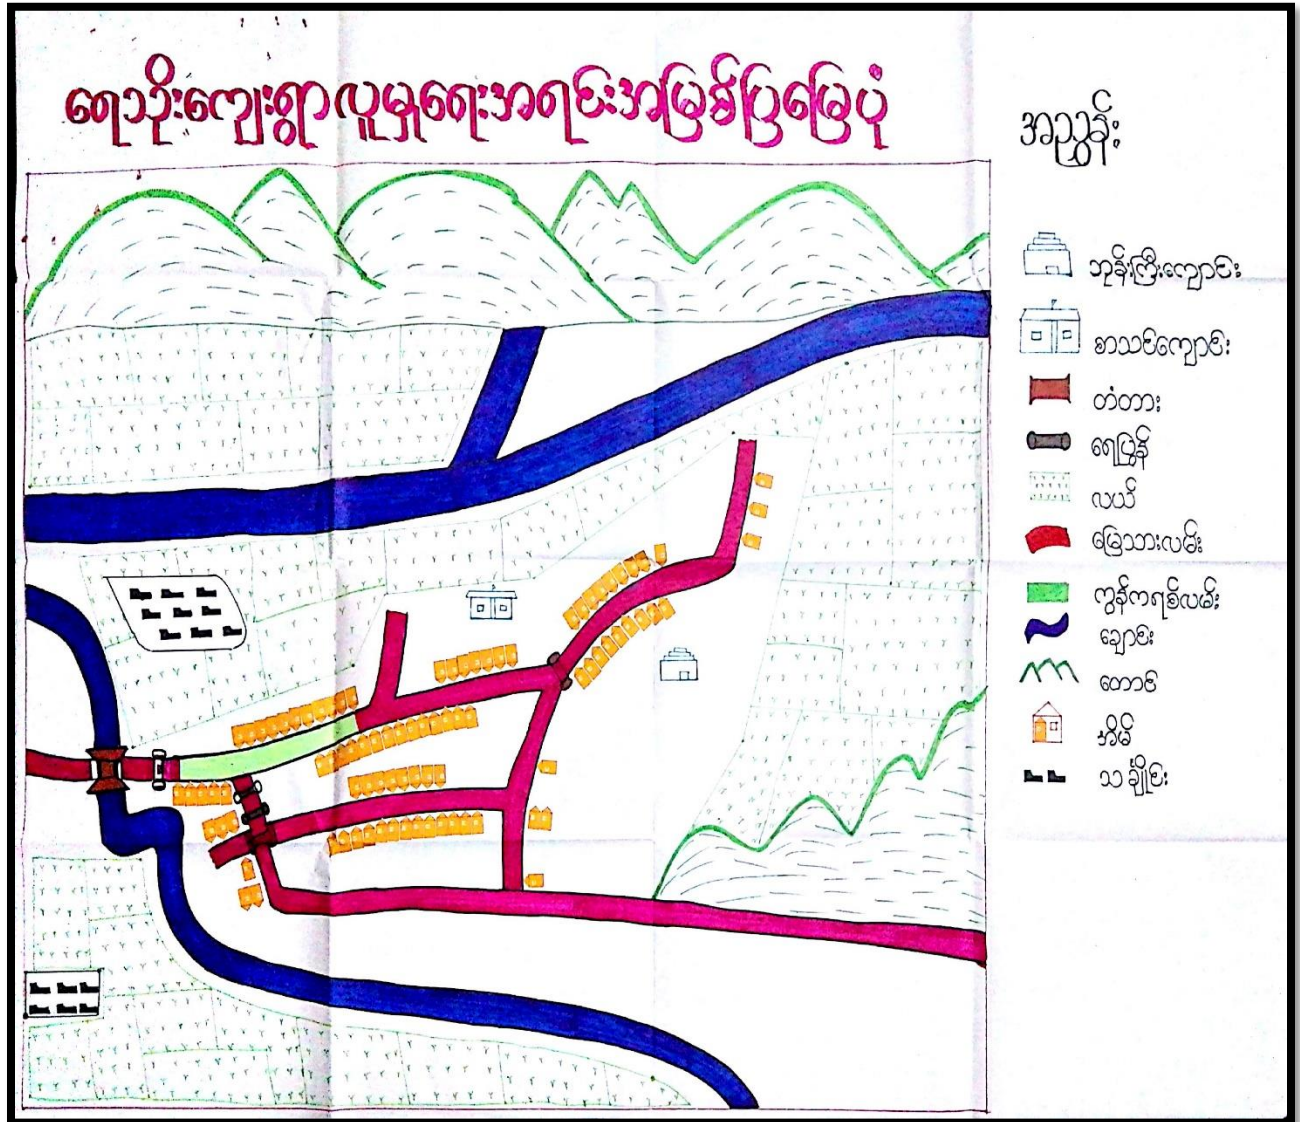 ရေသိုးကျေးရွာလူမှုရေးအရင်းအမြစ်ပြမြေပုံ
အညွှန်း
ဘုန်းကြီးကျောင်း
စာသင်ကျောင်း
တံတား
ရေပြွန်
လယ်
မြေသားလမ်း
ကွန်ကရစ်လမ်း
ချောင်း
တောင်
အိမ်
သင်္ချိုင်း